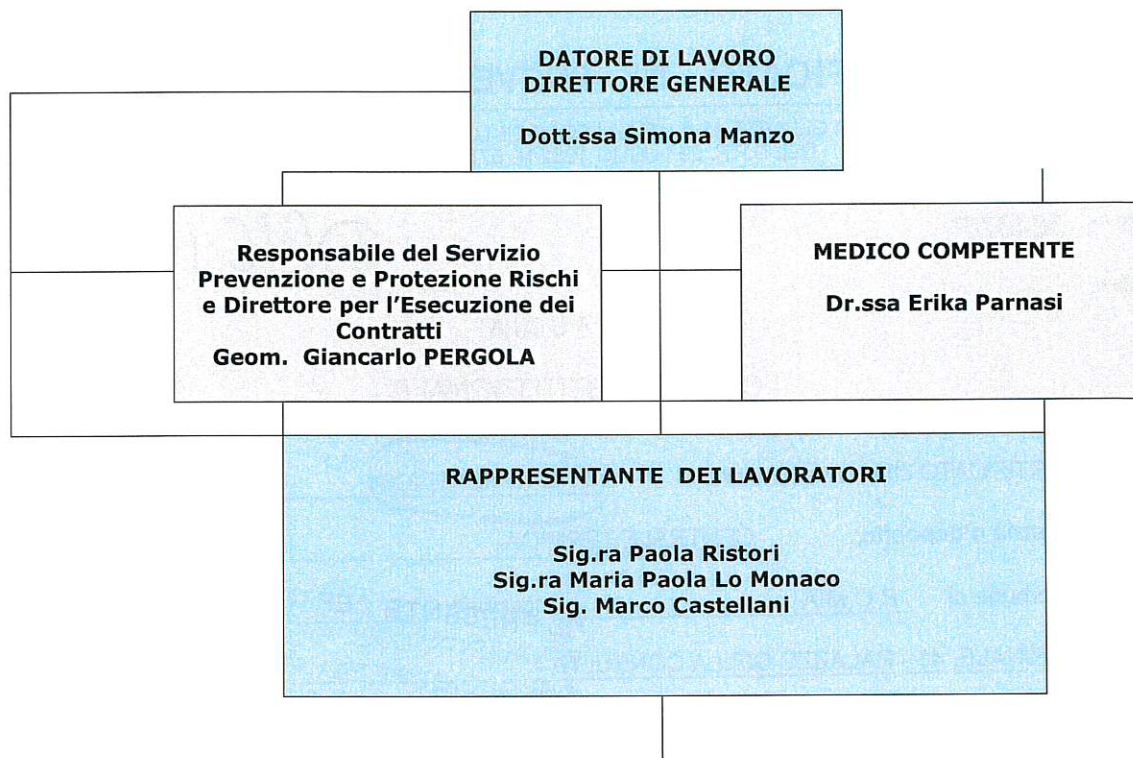 DATORE DI LAVORO
DIRETTORE GENERALE
Dott.ssa Simona Manzo
Responsabile del Servizio
Prevenzione e Protezione Rischi
e Direttore per l'Esecuzione dei
Contratti
Geom. Giancarlo PERGOLA
MEDICO COMPETENTE
Dr.ssa Erika Parnasi
RAPPRESENTANTE DEI LAVORATORI
Sig.ra Paola Ristori
Sig.ra Maria Paola Lo Monaco
Sig. Marco Castellani